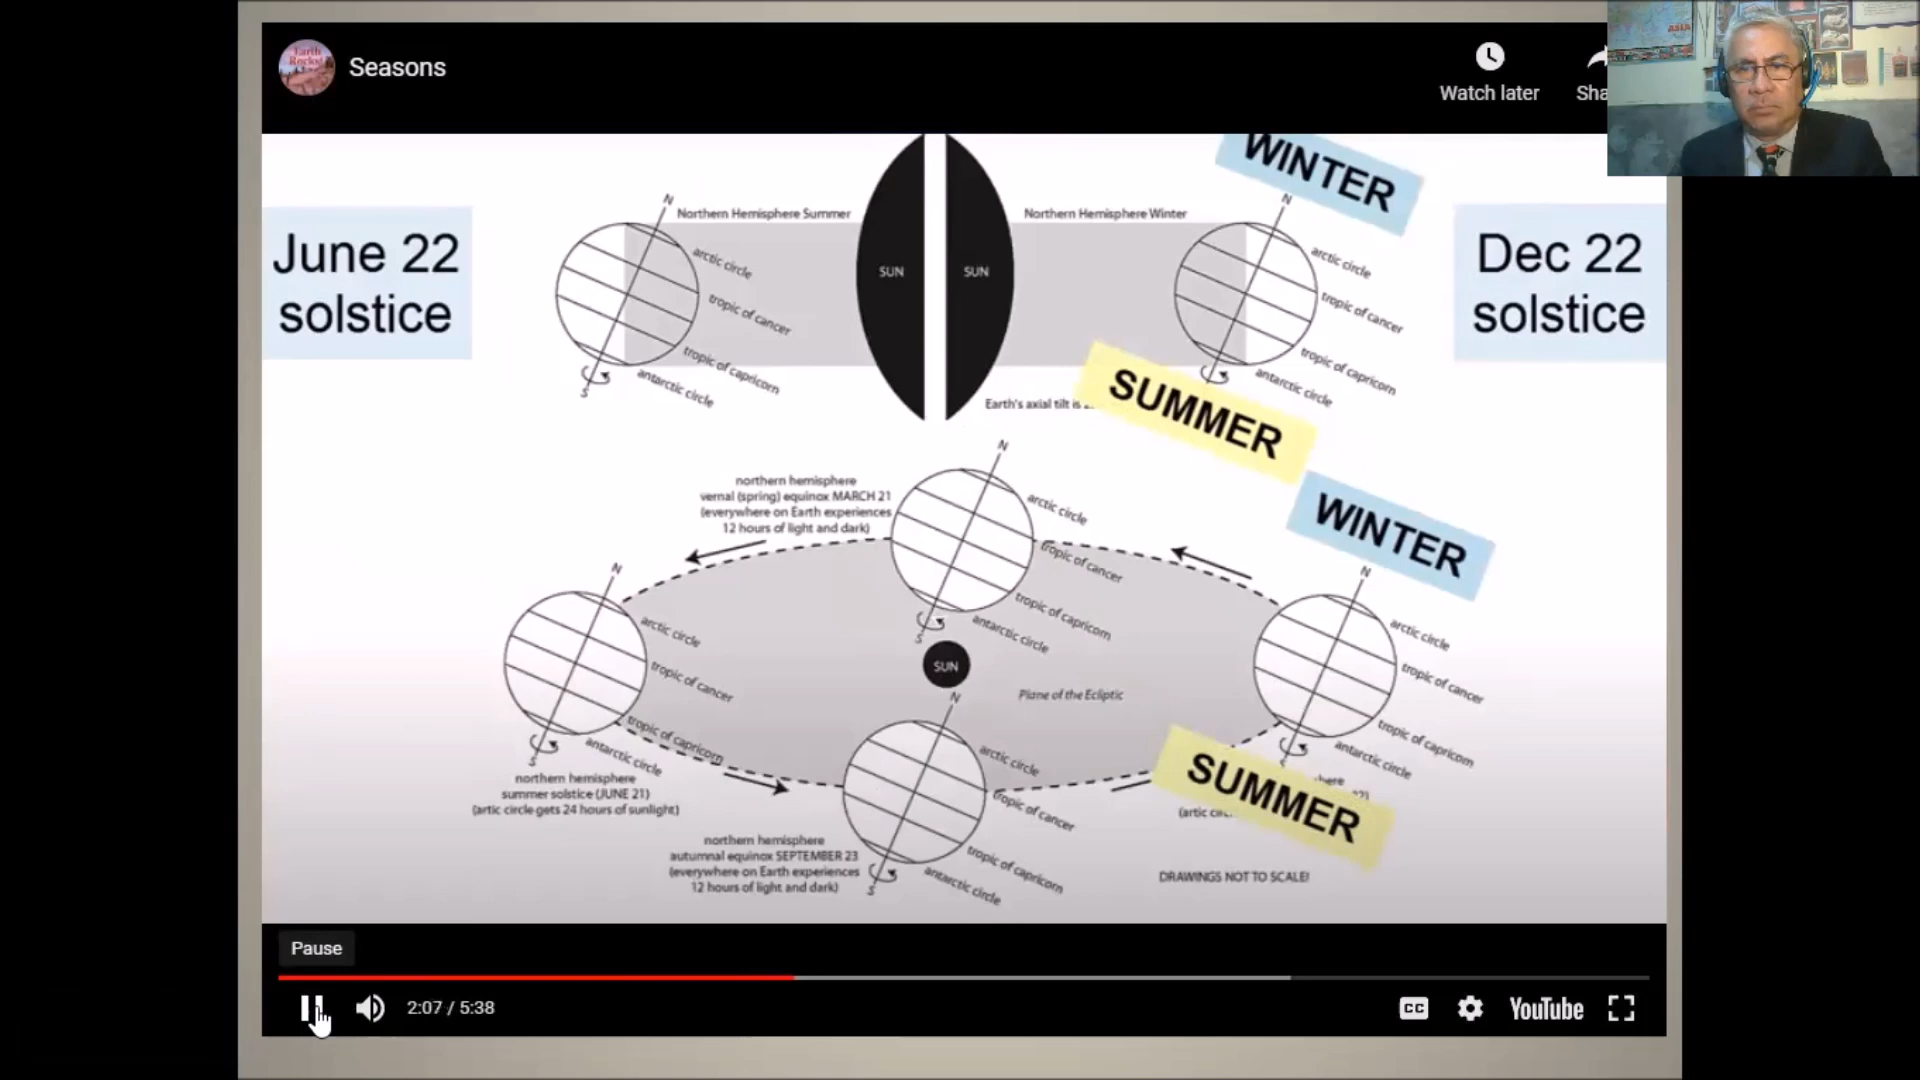 Earth
Rocks!
Seasons
Watch later
Sha
ASIA
June 22
solstice
Dec 22
solstice
WINTER
SUMMER
WINTER
SUMMER
N
Northern Hemisphere Summer
arctic circle
tropic of cancer
tropic of capricorn
antarctic circle
S
SUN
SUN
Northern Hemisphere Winter
N
arctic circle
tropic of cancer
tropic of capricorn
antarctic circle
Earth's axial tilt is
northern hemisphere
vernal (spring) equinox MARCH 21
(everywhere on Earth experiences
12 hours of light and dark)
N
arctic circle
tropic of cancer
tropic of capricorn
antarctic circle
S
N
arctic circle
tropic of cancer
tropic of capricorn
antarctic circle
S
northern hemisphere
summer solstice (JUNE 21)
(artic circle gets 24 hours of sunlight)
SUN
Plane of the Ecliptic
N
arctic circle
tropic of cancer
tropic of capricorn
antarctic circle
S
northern hemisphere
autumnal equinox SEPTEMBER 23
(everywhere on Earth experiences
12 hours of light and dark)
N
arctic circle
tropic of cancer
tropic of capricorn
antarctic circle
(artic
DRAWINGS NOT TO SCALE!
Pause
2:07 / 5:38
CC
YouTube